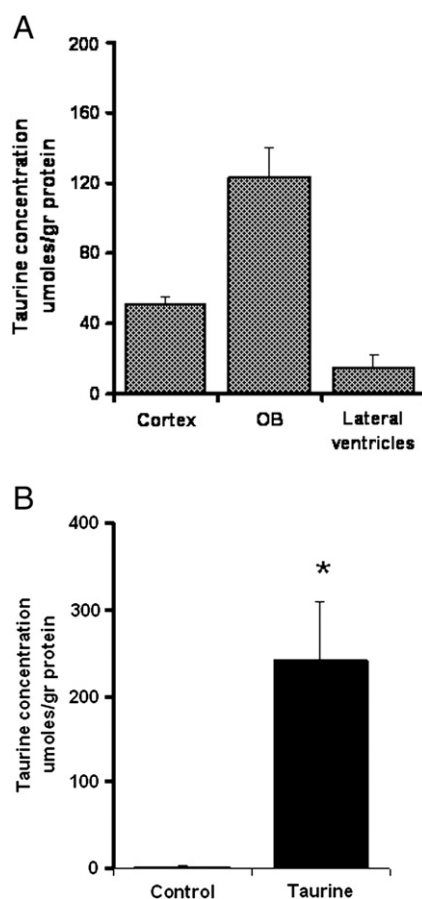 A
Taurine concentration
umoles/gr protein
200
160
120
80
40
0
Cortex
OB
Lateral
ventricles
B
Taurine concentration
umoles/gr protein
400
300
200
100
0
*
Control
Taurine